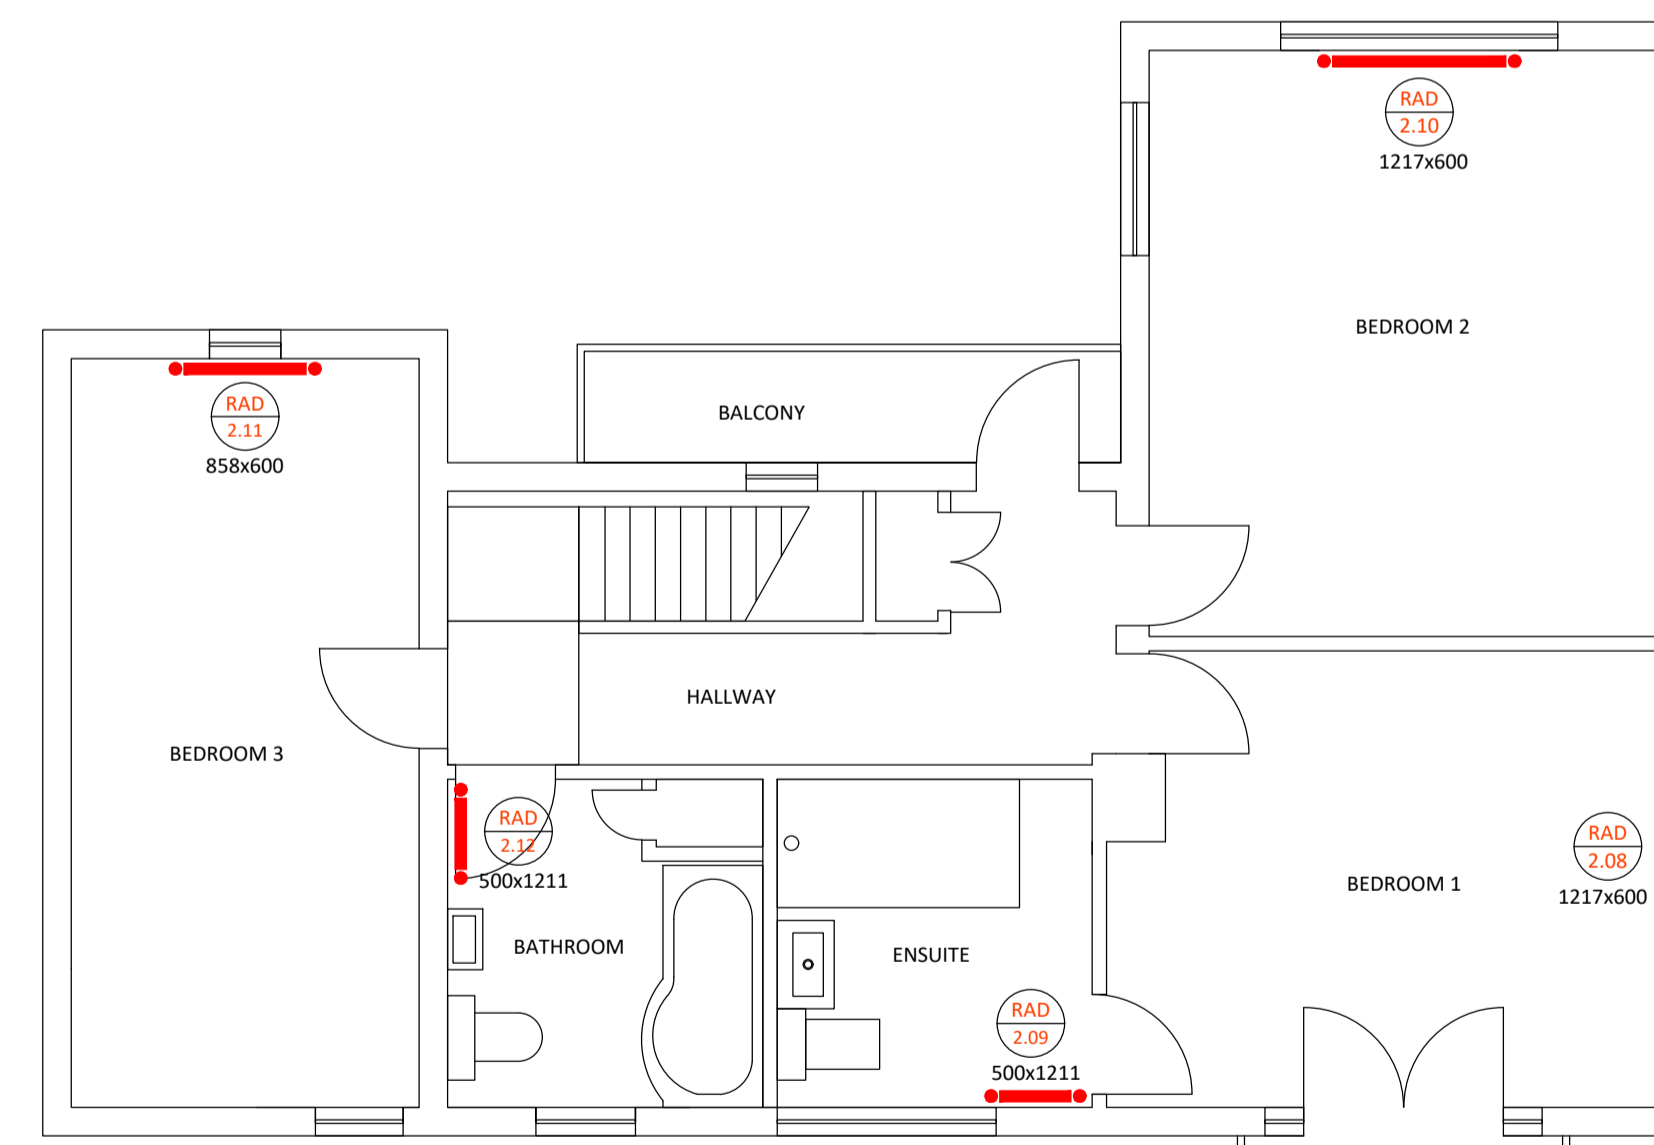 RAD
2.10
1217x600
BEDROOM 2
RAD
2.11
858x600
BALCONY
HALLWAY
BEDROOM 3
RAD
2.12
500x1211
BATHROOM
ENSUITE
RAD
2.09
500x1211
BEDROOM 1
RAD
2.08
1217x600